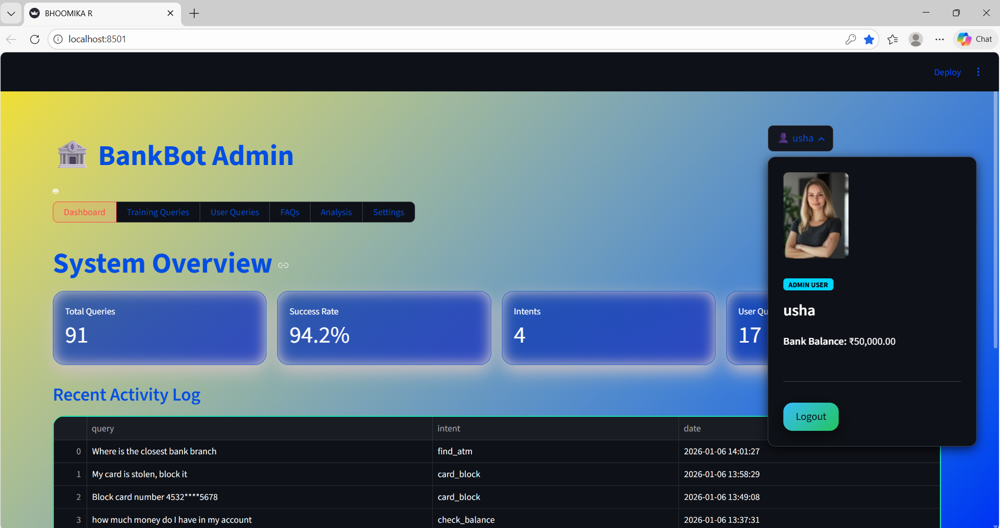 BHOOMIKA R
localhost:8501
Chat
Deploy
usha
BankBot Admin
Dashboard Training Queries User Queries FAQs Analysis Settings
System Overview
Total Queries
91
Success Rate
94.2%
Intents
4
User Qu
17
ADMIN USER
usha
Bank Balance: ₹50,000.00
Logout
Recent Activity Log
query intent date
0 Where is the closest bank branch find_atm 2026-01-06 14:01:27
1 My card is stolen, block it card_block 2026-01-06 13:58:29
2 Block card number 4532****5678 card_block 2026-01-06 13:49:08
3 how much money do I have in my account check_balance 2026-01-06 13:37:31